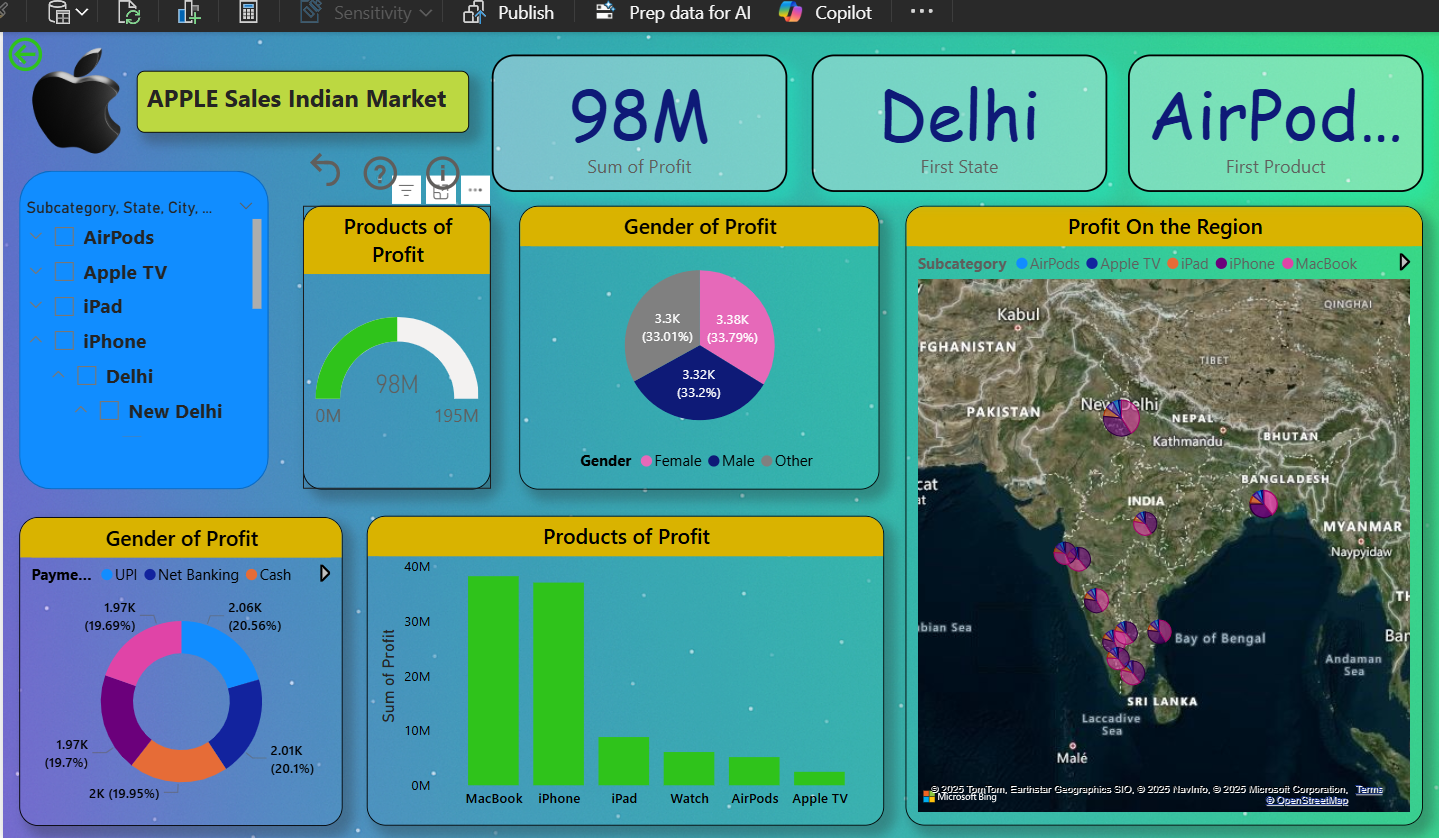 Sensitivity
Publish
Prep data for AI
Copilot
APPLE Sales Indian Market
98M
Sum of Profit
Delhi
First State
AirPod...
First Product
Subcategory, State, City, ...
AirPods
Apple TV
iPad
iPhone
Delhi
New Delhi
Products of
Profit
98M
0M
195M
Gender of Profit
3.3K
(33.01%)
3.38K
(33.79%)
3.32K
(33.2%)
Gender Female Male Other
Profit On the Region
Subcategory AirPods Apple TV iPad iPhone MacBook
QINGHAI
Kabul
FGHANISTAN
TIBET
PAKISTAN
New Delhi
NEPAL
Kathmandu
BHUTAN
cat
at
INDIA
BANGLADESH
MYANMAR
Naypyidaw
TH
bian Sea
Bay of Bengal
Ban
Andaman
Sea
SRI LANKA
Laccadive
Sea
Malé
© 2025 TomTom, Earthstar Geographics SIO, © 2025 NavInfo, © 2025 Microsoft Corporation, Terms
Microsoft Bing
© OpenStreetMap
Gender of Profit
Payme... UPI Net Banking Cash
1.97K
(19.69%)
2.06K
(20.56%)
1.97K
(19.7%)
2.01K
(20.1%)
2K (19.95%)
Products of Profit
Sum of Profit
40M
30M
20M
10M
0M
MacBook iPhone iPad Watch AirPods Apple TV